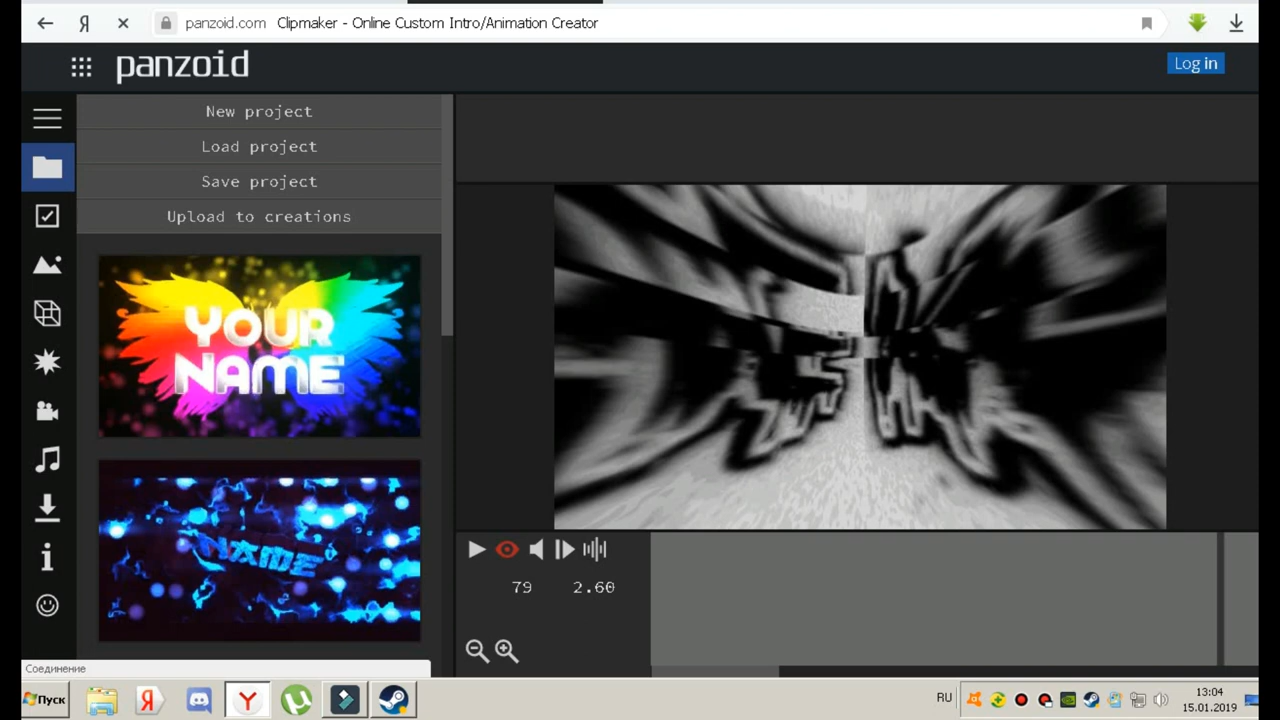 Я panzoid.com Clipmaker - Online Custom Intro/Animation Creator
panzoid
Log in
New project
Load project
Save project
Upload to creations
YOUR
NAME
NAME
79 2.60
Соединение
Пуск
Я
Y
RU
13:04
15.01.2019